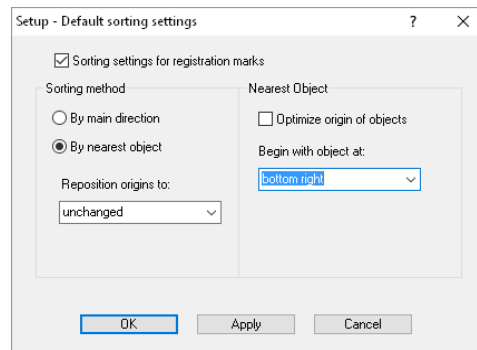 Setup - Default sorting settings
Sorting settings for registration marks
Sorting method
By main direction
By nearest object
Reposition origins to:
unchanged
Nearest Object
Optimize origin of objects
Begin with object at:
bottom right
OK Apply Cancel